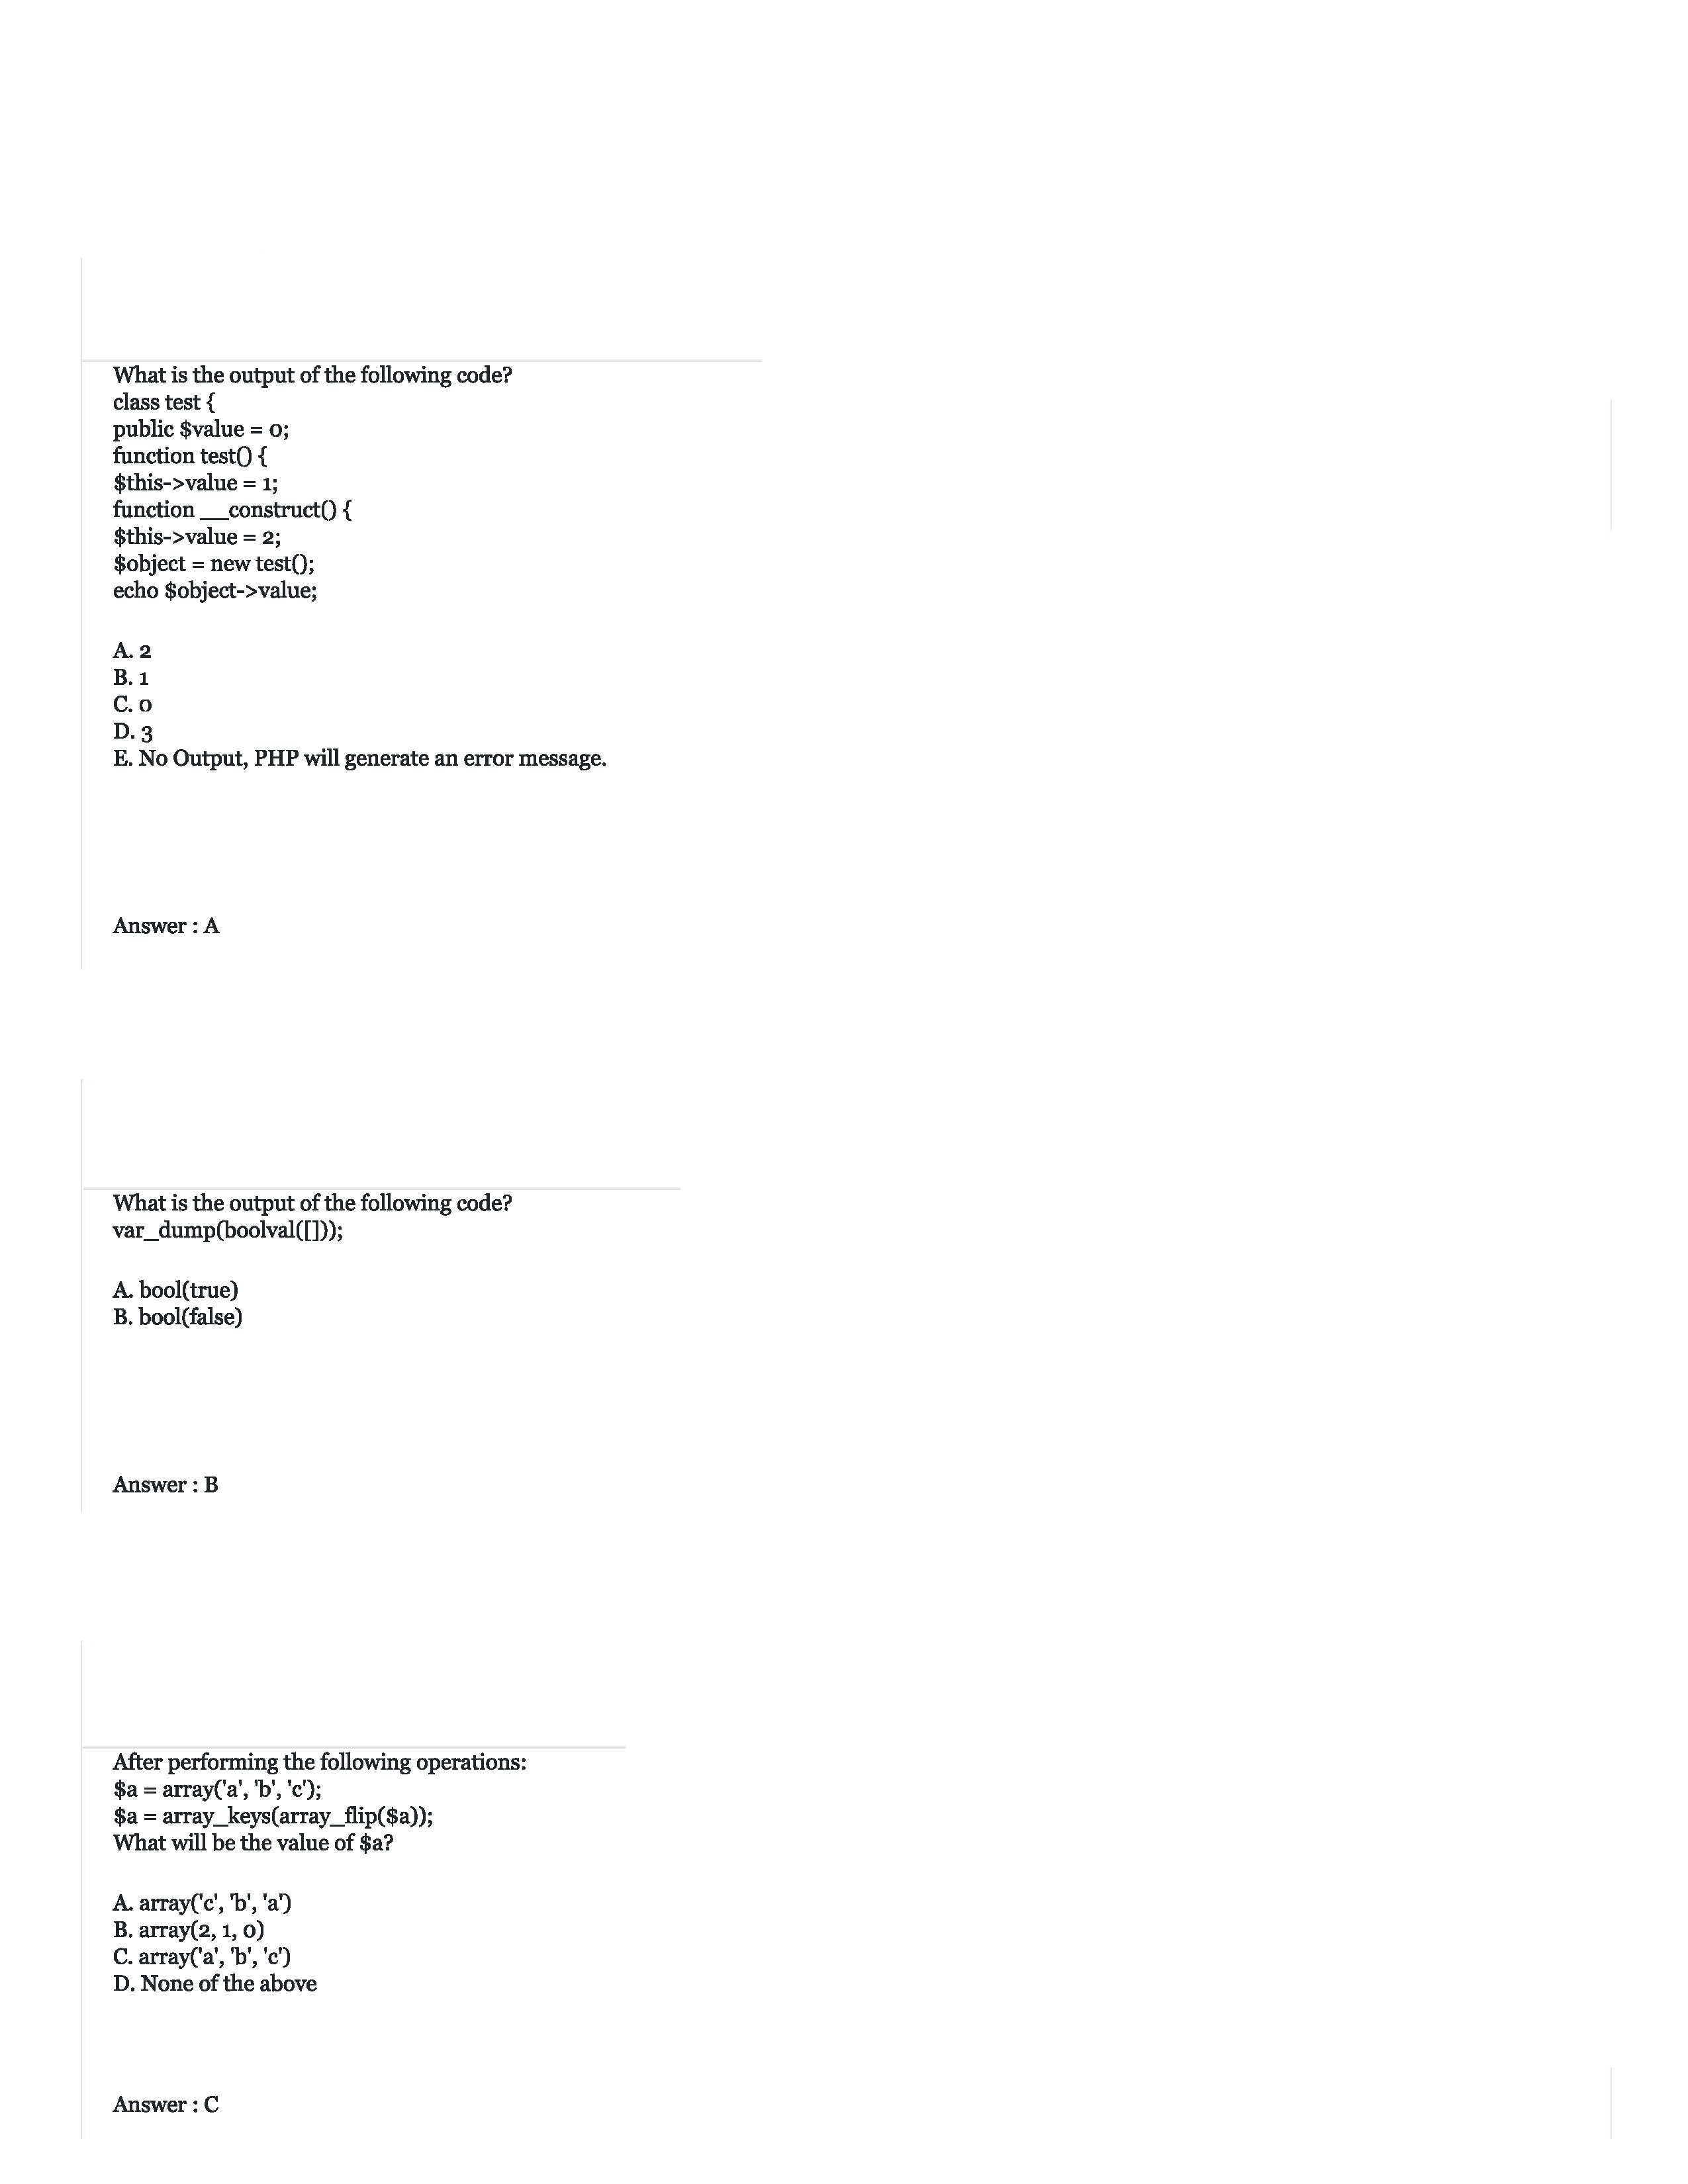 What is the output of the following code?
class test {
public $value = 0;
function test() {
$this->value = 1;
function __construct() {
$this->value = 2;
$object = new test();
echo $object->value;
A. 2
B. 1
C. 0
D. 3
E. No Output, PHP will generate an error message.
Answer : A
What is the output of the following code?
var_dump(boolval([]));
A. bool(true)
B. bool(false)
Answer : B
After performing the following operations:
$a = array('a', 'b', 'c');
$a = array_keys(array_flip($a));
What will be the value of $a?
A. array('c', 'b', 'a')
B. array(2, 1, 0)
C. array('a', 'b', 'c')
D. None of the above
Answer : C